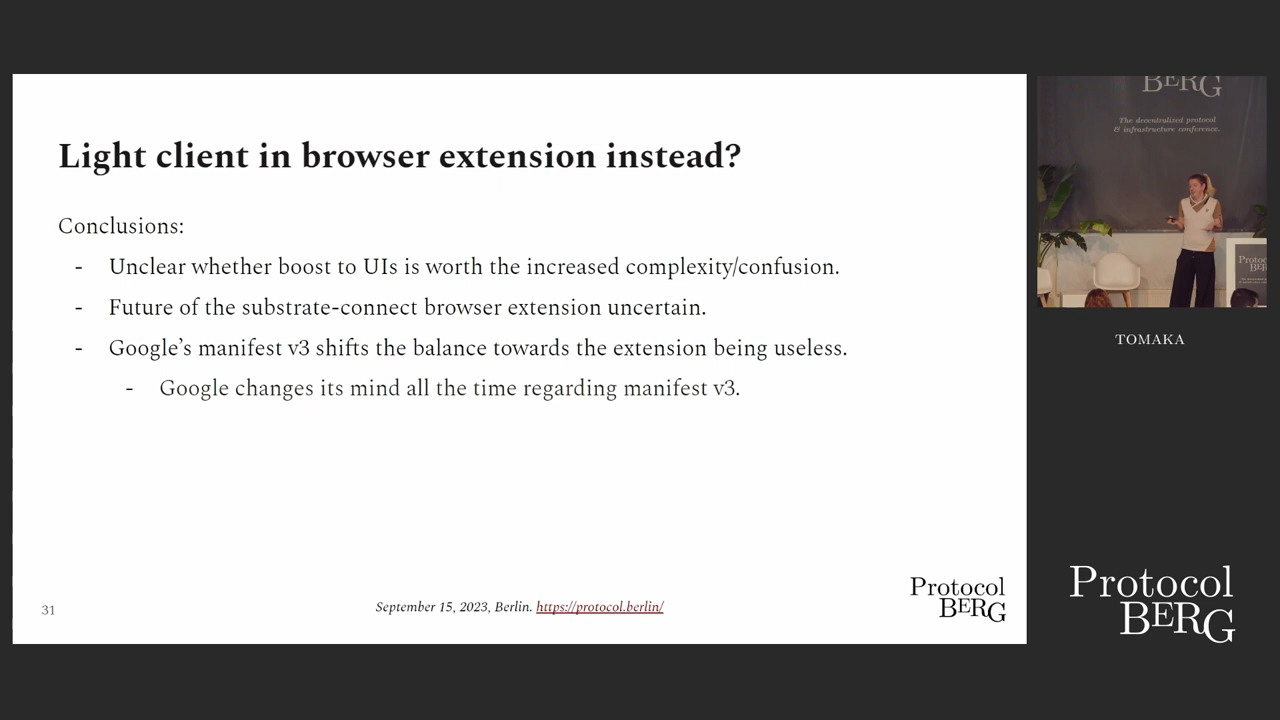 Light client in browser extension instead?
Conclusions:
- Unclear whether boost to UIs is worth the increased complexity/confusion.
- Future of the substrate-connect browser extension uncertain.
- Google’s manifest v3 shifts the balance towards the extension being useless.
- Google changes its mind all the time regarding manifest v3.
31
September 15, 2023, Berlin. https://protocol.berlin/
Protocol
BERG
BERG
The decentralized protocol
& infrastructure conference.
Protoc
BE
TOMAKA
Protocol
BERG